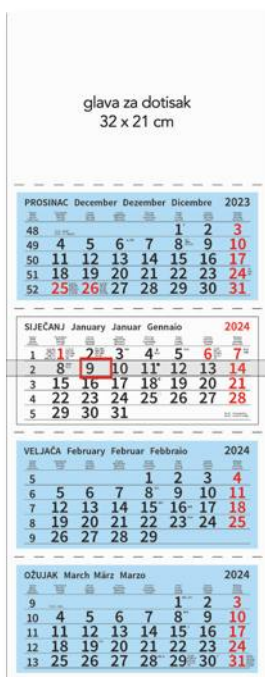 glava za dotisak
32 x 21 cm
PROSINAC December Dezember Dicembre 2023
48 1 2 3
49 4 5 6 7 8 9 10
50 11 12 13 14 15 16 17
51 18 19 20 21 22 23 24
52 25 26 27 28 29 30 31
SIJEČANJ January Januar Gennaio 2024
1 1 2 3 4 5 6 7
2 8 9 10 11 12 13 14
3 15 16 17 18 19 20 21
4 22 23 24 25 26 27 28
5 29 30 31
VELJAČA February Februar Febbraio 2024
5 1 2 3 4
6 5 6 7 8 9 10 11
7 12 13 14 15 16 17 18
8 19 20 21 22 23 24 25
9 26 27 28 29
OŽUJAK March März Marzo 2024
9 1 2 3
10 4 5 6 7 8 9 10
11 11 12 13 14 15 16 17
12 18 19 20 21 22 23 24
13 25 26 27 28 29 30 31